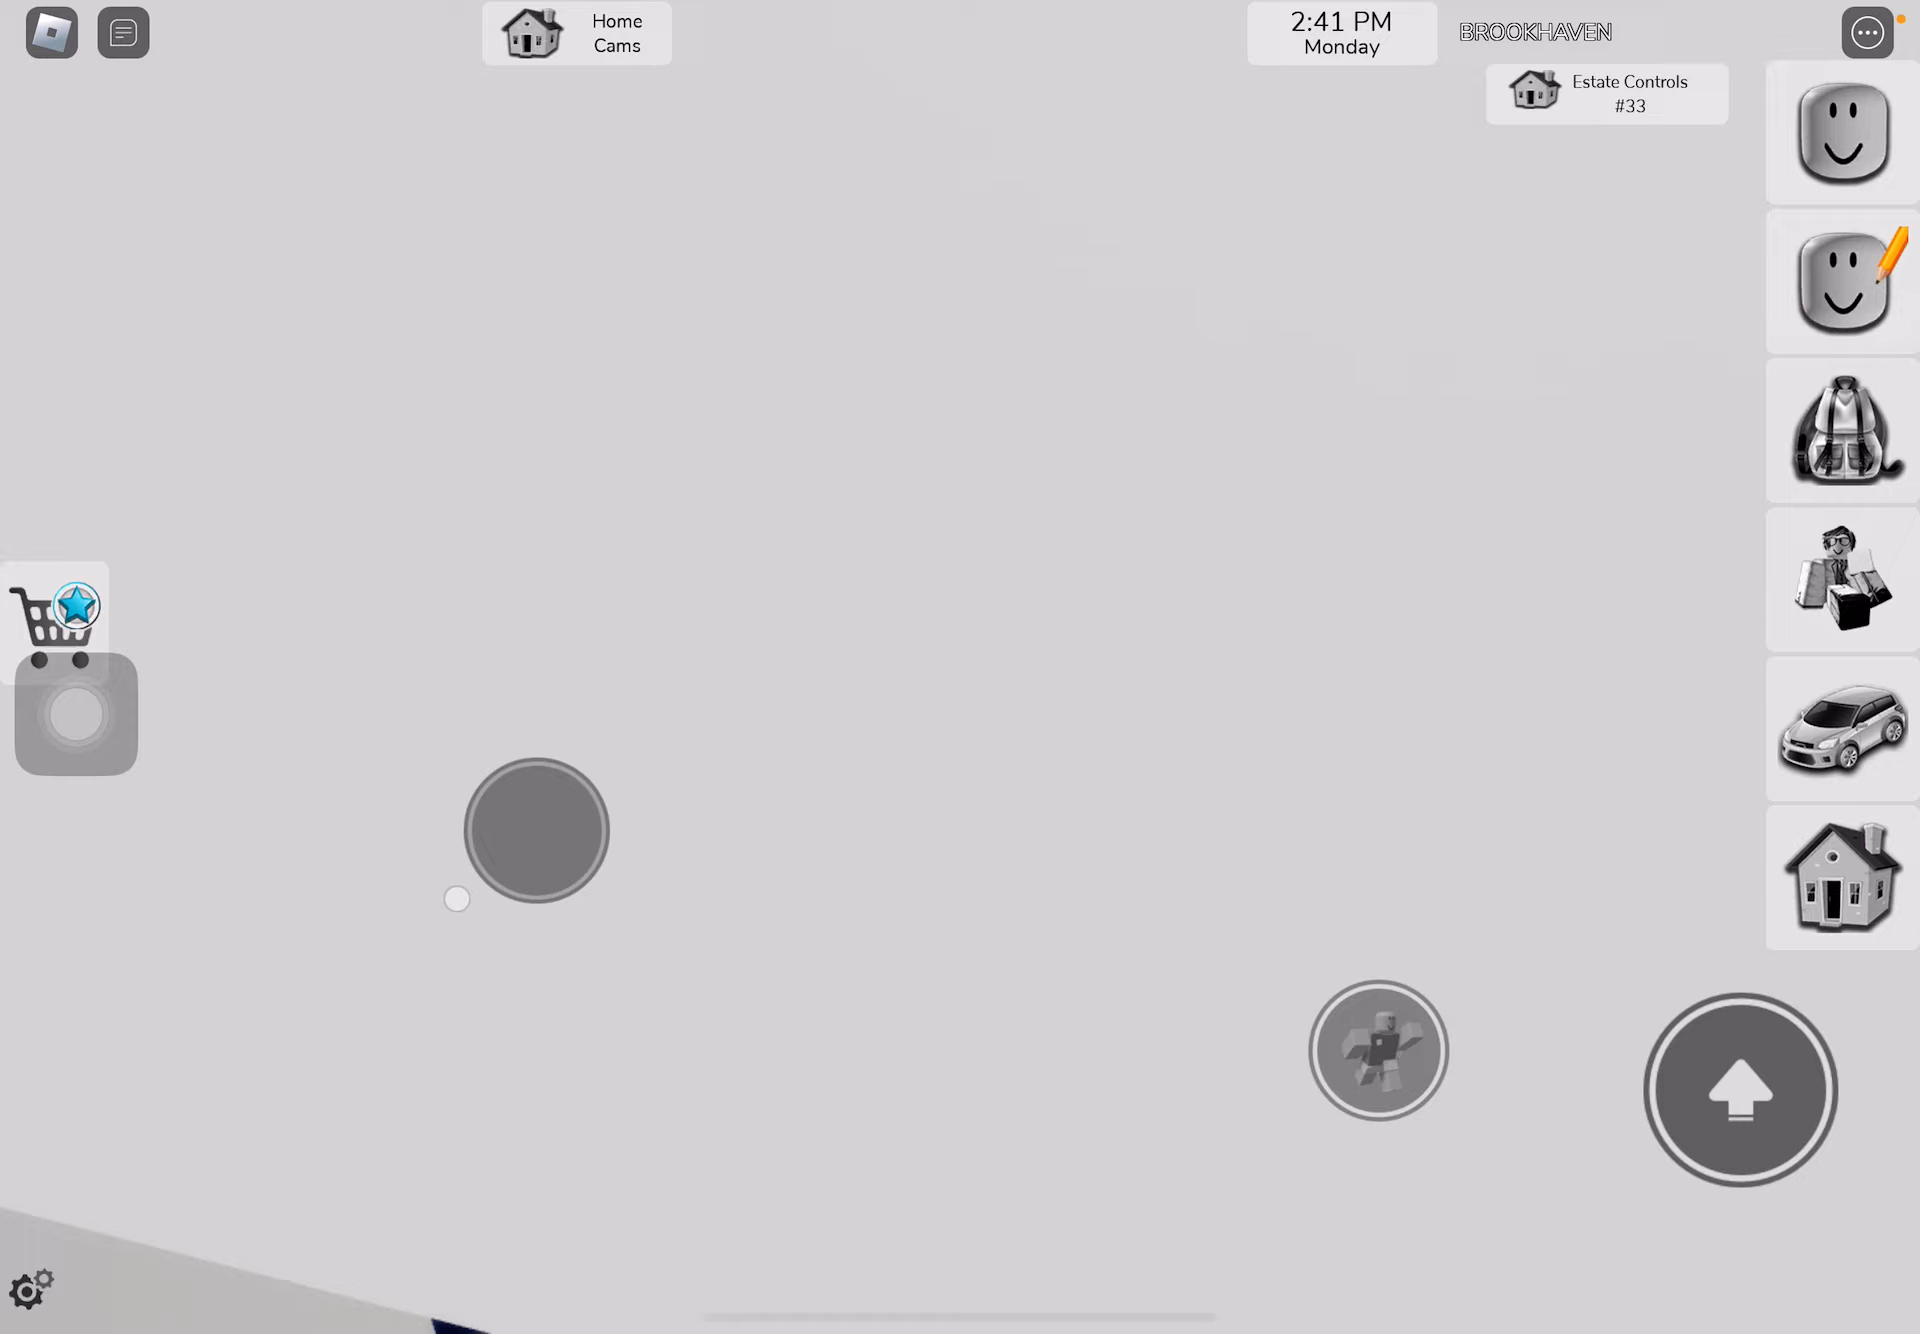 Home
Cams
2:41 PM
Monday
BROOKHAVEN
Estate Controls
#33